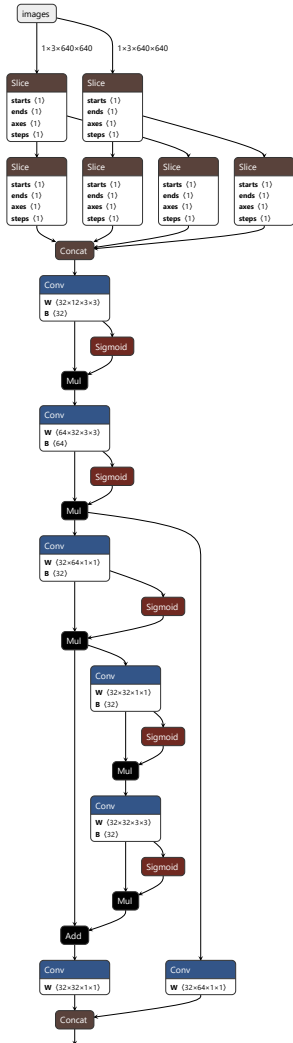 images
1×3×640×640
1×3×640×640
Slice
starts ⟨1⟩
ends ⟨1⟩
axes ⟨1⟩
steps ⟨1⟩
Slice
starts ⟨1⟩
ends ⟨1⟩
axes ⟨1⟩
steps ⟨1⟩
Slice
starts ⟨1⟩
ends ⟨1⟩
axes ⟨1⟩
steps ⟨1⟩
Slice
starts ⟨1⟩
ends ⟨1⟩
axes ⟨1⟩
steps ⟨1⟩
Slice
starts ⟨1⟩
ends ⟨1⟩
axes ⟨1⟩
steps ⟨1⟩
Slice
starts ⟨1⟩
ends ⟨1⟩
axes ⟨1⟩
steps ⟨1⟩
Concat
Conv
W ⟨32×12×3×3⟩
B ⟨32⟩
Sigmoid
Mul
Conv
W ⟨64×32×3×3⟩
B ⟨64⟩
Sigmoid
Mul
Conv
W ⟨32×64×1×1⟩
B ⟨32⟩
Sigmoid
Mul
Conv
W ⟨32×32×1×1⟩
B ⟨32⟩
Sigmoid
Mul
Conv
W ⟨32×32×3×3⟩
B ⟨32⟩
Sigmoid
Mul
Add
Conv
W ⟨32×32×1×1⟩
Conv
W ⟨32×64×1×1⟩
Concat